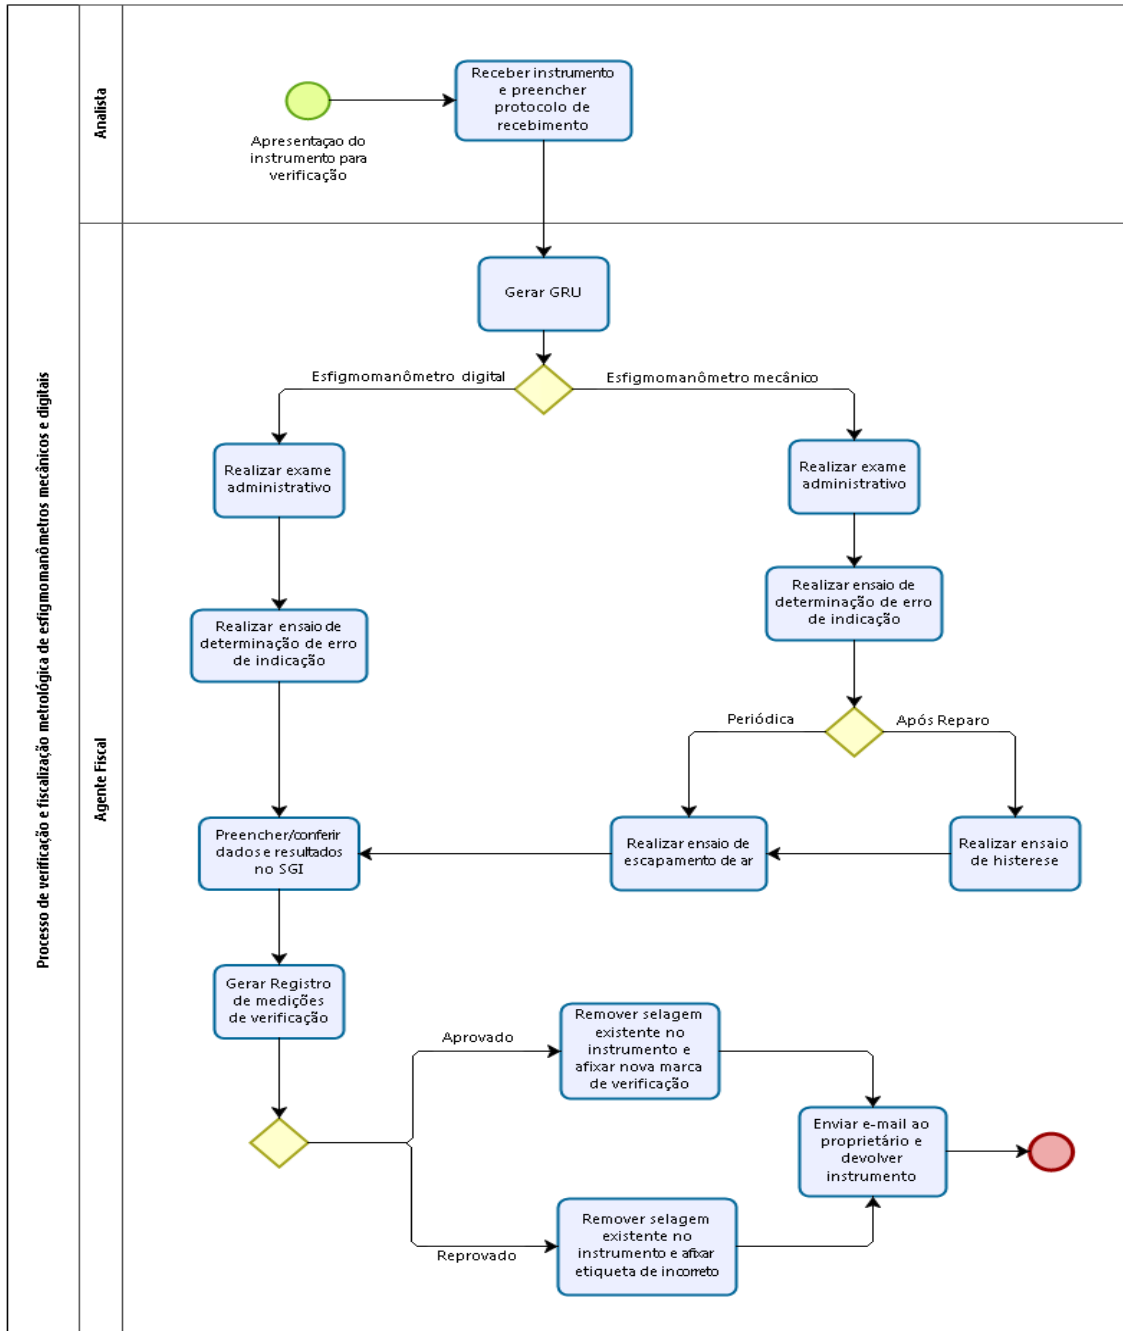 Processo de verificação e fiscalização metrológica de esfigmomanômetros mecânicos e digitais
Analista
Apresentaçao do
instrumento para
verificação
Receber instrumento
e preencher
protocolo de
recebimento
Agente Fiscal
Gerar GRU
Esfigmomanômetro digital
Esfigmomanômetro mecânico
Realizar exame
administrativo
Realizar exame
administrativo
Realizar ensaio de
determinação de erro
de indicação
Realizar ensaio de
determinação de erro
de indicação
Periódica
Após Reparo
Preencher/conferir
dados e resultados
no SGI
Realizar ensaio de
escapamento de ar
Realizar ensaio
de histerese
Gerar Registro
de medições
de verificação
Aprovado
Remover selagem
existente no
instrumento e
afixar nova marca
de verificação
Enviar e-mail ao
proprietário e
devolver
instrumento
Reprovado
Remover selagem
existente no
instrumento e afixar
etiqueta de incorreto